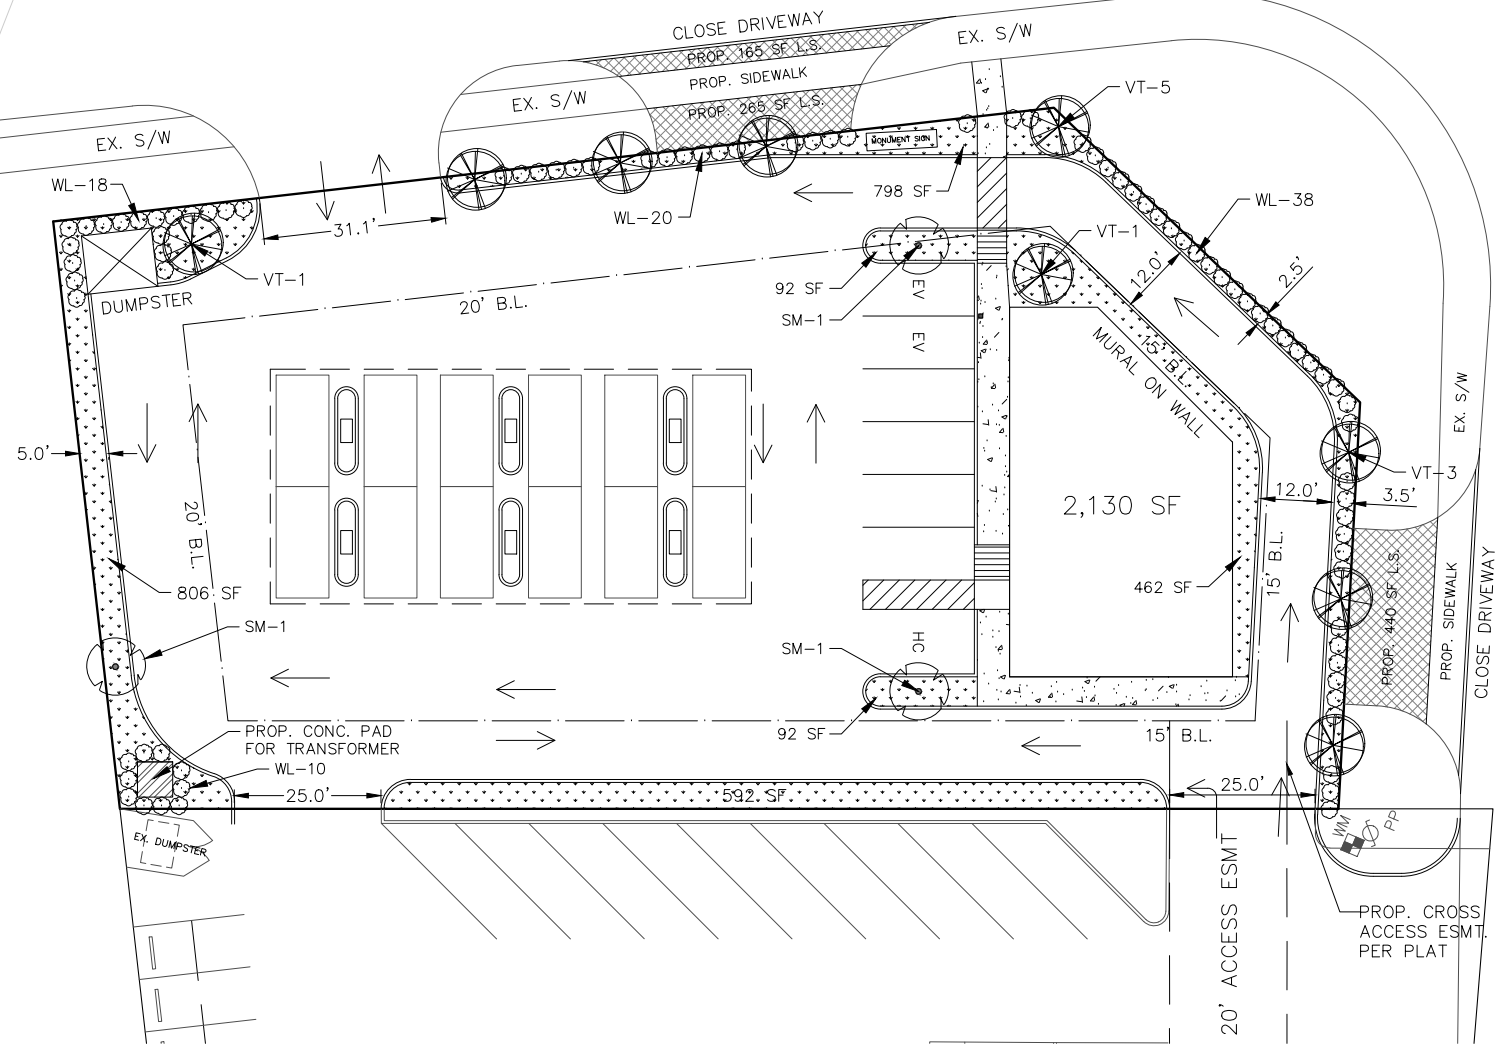 CLOSE DRIVEWAY
PROP. 165 SF L.S.
EX. S/W
PROP. SIDEWALK
EX. S/W
PROP. 265 SF L.S.
EX. S/W
VT-5
MONUMENT SIGN
WL-18
798 SF
WL-20
WL-38
31.1'
VT-1
VT-1
12.0'
2.5'
DUMPSTER
20' B.L.
92 SF
EV
SM-1
EV
15' B.L.
MURAL ON WALL
EX. S/W
5.0'
VT-3
12.0'
3.5'
2,130 SF
20' B.L.
15' B.L.
462 SF
806 SF
PROP. 440 SF L.S.
PROP. SIDEWALK
CLOSE DRIVEWAY
SM-1
HC
SM-1
92 SF
15' B.L.
PROP. CONC. PAD
FOR TRANSFORMER
WL-10
25.0'
592 SF
25.0'
WM
PP
EX. DUMPSTER
20' ACCESS ESMT
PROP. CROSS
ACCESS ESMT.
PER PLAT